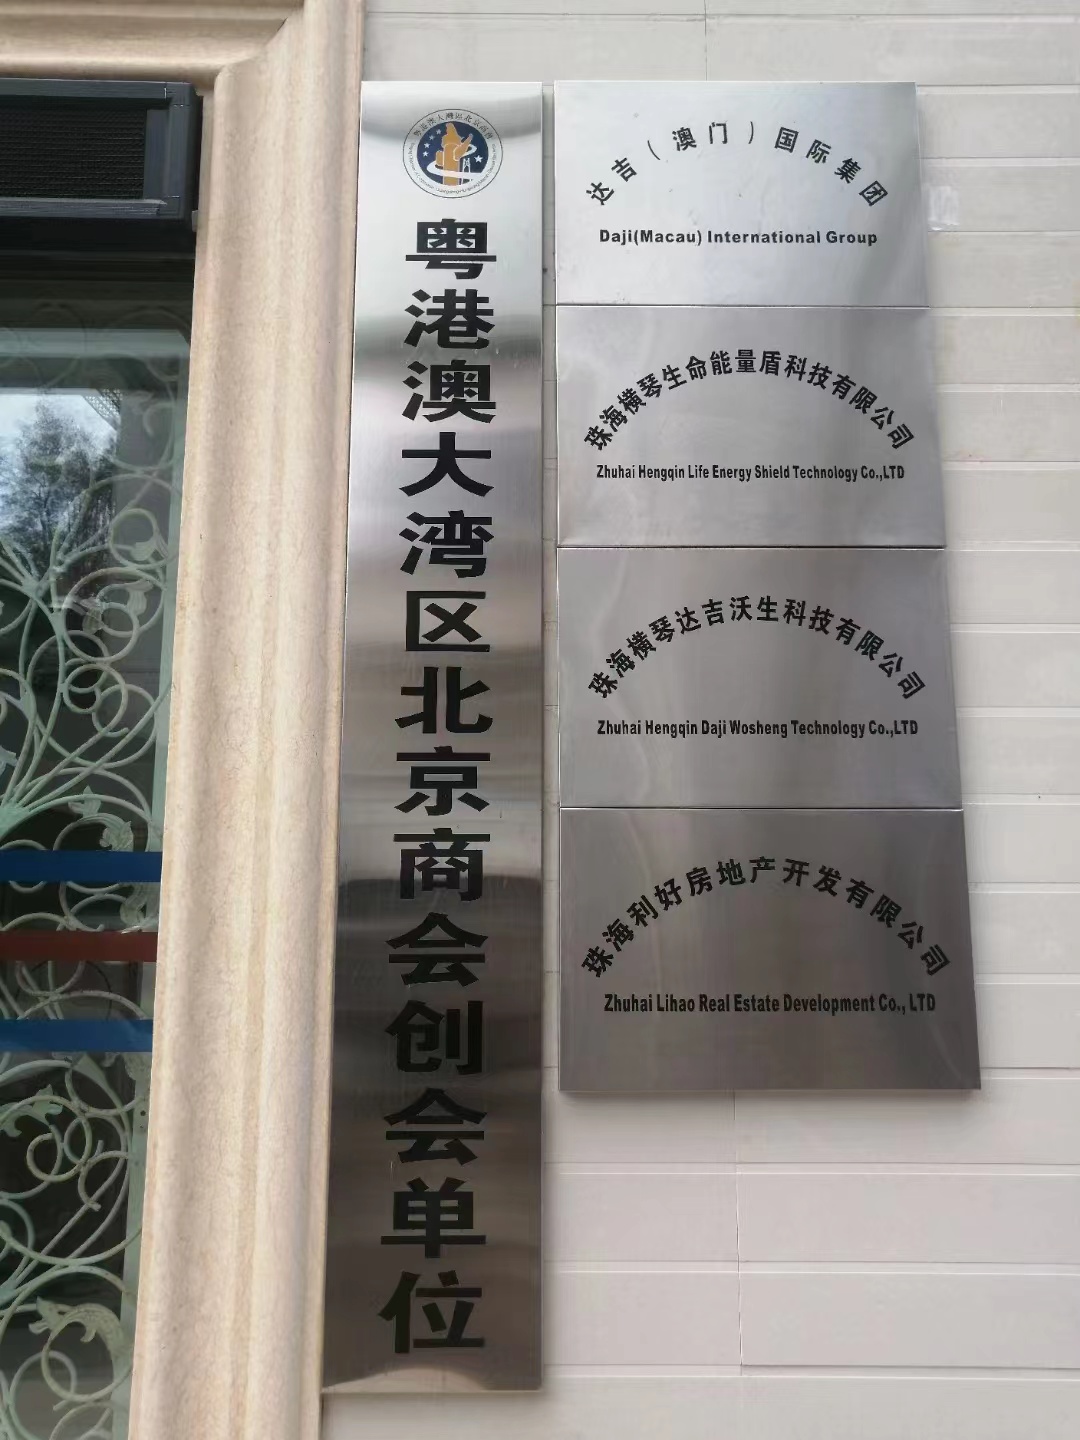 粤港澳大湾区北京商会创会单位
达吉（澳门）国际集团
Daji(Macau) International Group
珠海横琴生命能量盾科技有限公司
Zhuhai Hengqin Life Energy Shield Technology Co.,LTD
珠海横琴达吉沃生科技有限公司
Zhuhai Hengqin Daji Wosheng Technology Co.,LTD
珠海利好房地产开发有限公司
Zhuhai Lihao Real Estate Development Co., LTD